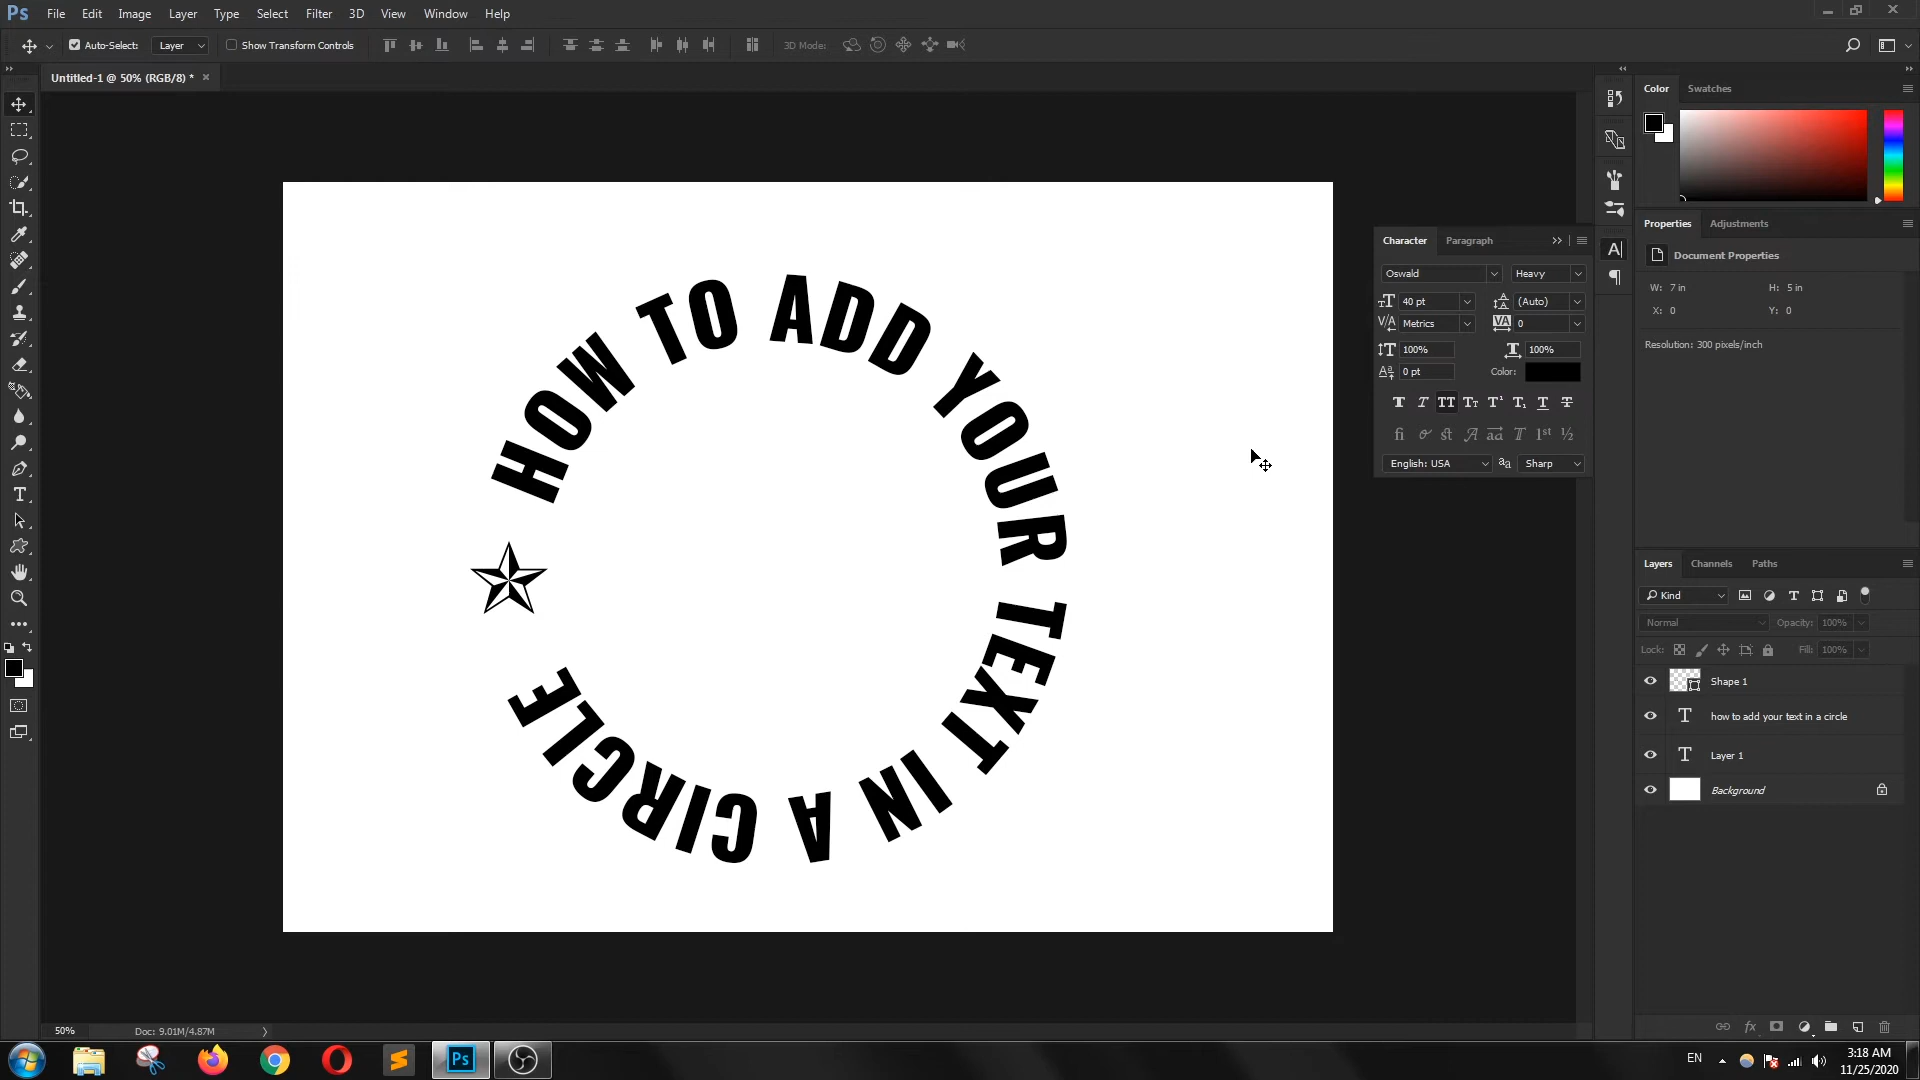 Ps File Edit Image Layer Type Select Filter 3D View Window Help
Auto-Select: Layer Show Transform Controls 3D Mode:
Untitled-1 @ 50% (RGB/8) * ×
HOW TO ADD YOUR TEXT IN A CIRCLE
Character Paragraph
Oswald Heavy
40 pt (Auto)
Metrics 0
100% 100%
0 pt Color:
English: USA Sharp
Color Swatches
Properties Adjustments
Document Properties
W: 7 in H: 5 in
X: 0 Y: 0
Resolution: 300 pixels/inch
Layers Channels Paths
Kind
Normal Opacity: 100%
Lock: Fill: 100%
Shape 1
how to add your text in a circle
Layer 1
Background
50% Doc: 9.01M/4.87M
Ps EN 3:18 AM
11/25/2020